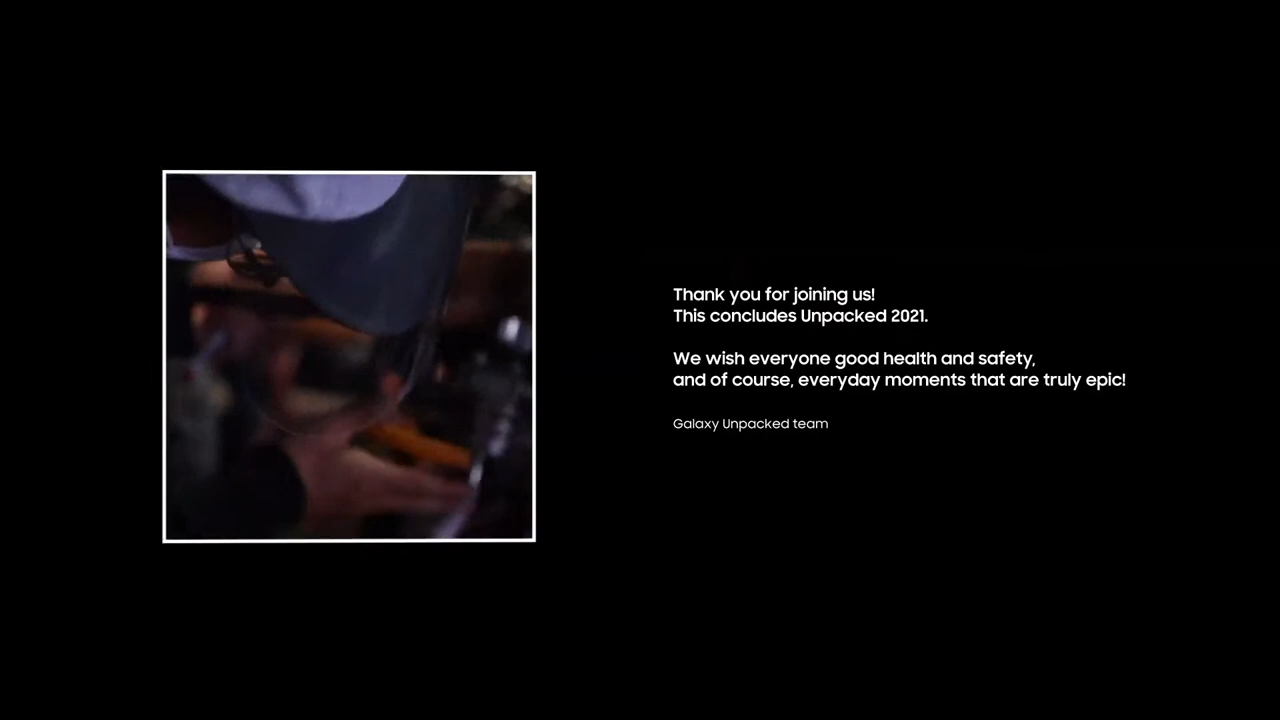 Thank you for joining us!
This concludes Unpacked 2021.
We wish everyone good health and safety,
and of course, everyday moments that are truly epic!
Galaxy Unpacked team